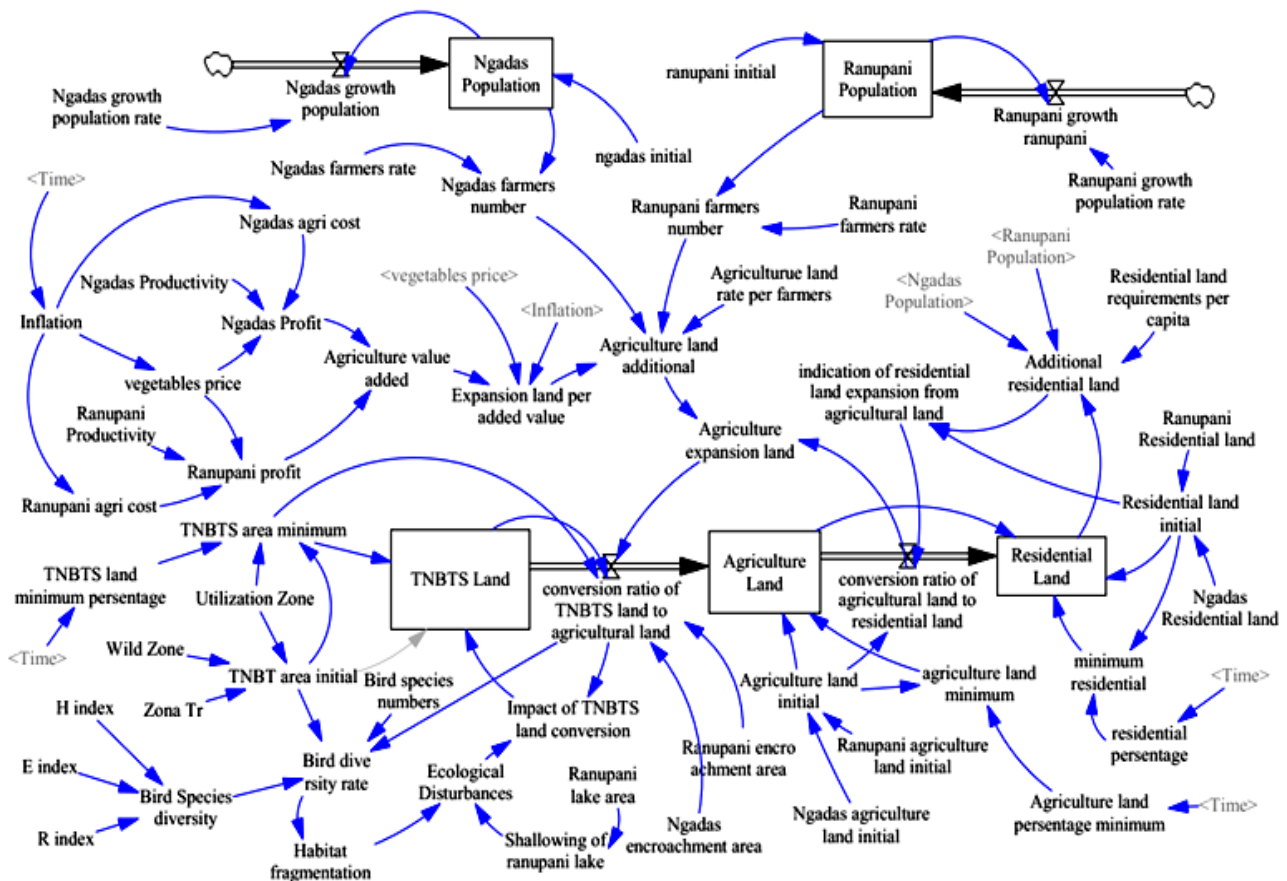 Ngadas
Population
Ngadas growth
population
Ngadas growth
population rate
ngadas initial
ranupani initial
Ranupani
Population
Ranupani growth
ranupani
Ranupani growth
population rate
Ngadas farmers rate
Ngadas farmers
number
Ranupani farmers
number
Ranupani
farmers rate
<Time>
Ngadas agri cost
Ngadas Productivity
Inflation
Ngadas Profit
vegetables price
Agriculture value
added
<vegetables price>
<Inflation>
Expansion land per
added value
Agriculturue land
rate per farmers
Agriculture land
additional
<Ranupani
Population>
<Ngadas
Population>
Residential land
requirements per
capita
Additional
residential land
indication of residential
land expansion from
agricultural land
Ranupani
Productivity
Ranupani profit
Ranupani agri cost
Agriculture
expansion land
Ranupani
Residential land
Residential land
initial
Ngadas
Residential land
TNBTS area minimum
TNBTS land
minimum percentage
<Time>
Utilization Zone
TNBTS Land
conversion ratio of
TNBTS land to
agricultural land
Agriculture
Land
conversion ratio of
agricultural land to
residential land
Residential
Land
Wild Zone
TNBT area initial
Zona Tr
Bird species
numbers
Impact of TNBTS
land conversion
Agriculture land
initial
agriculture land
minimum
minimum
residential
<Time>
residential
persentage
H index
E index
R index
Bird Species
diversity
Bird dive
rsity rate
Habitat
fragmentation
Ecological
Disturbances
Ranupani
lake area
Shallowing of
ranupani lake
Ranupani encro
achment area
Ngadas
encroachment area
Ranupani agriculture
land initial
Ngadas agriculture
land initial
Agriculture land
persentage minimum
<Time>